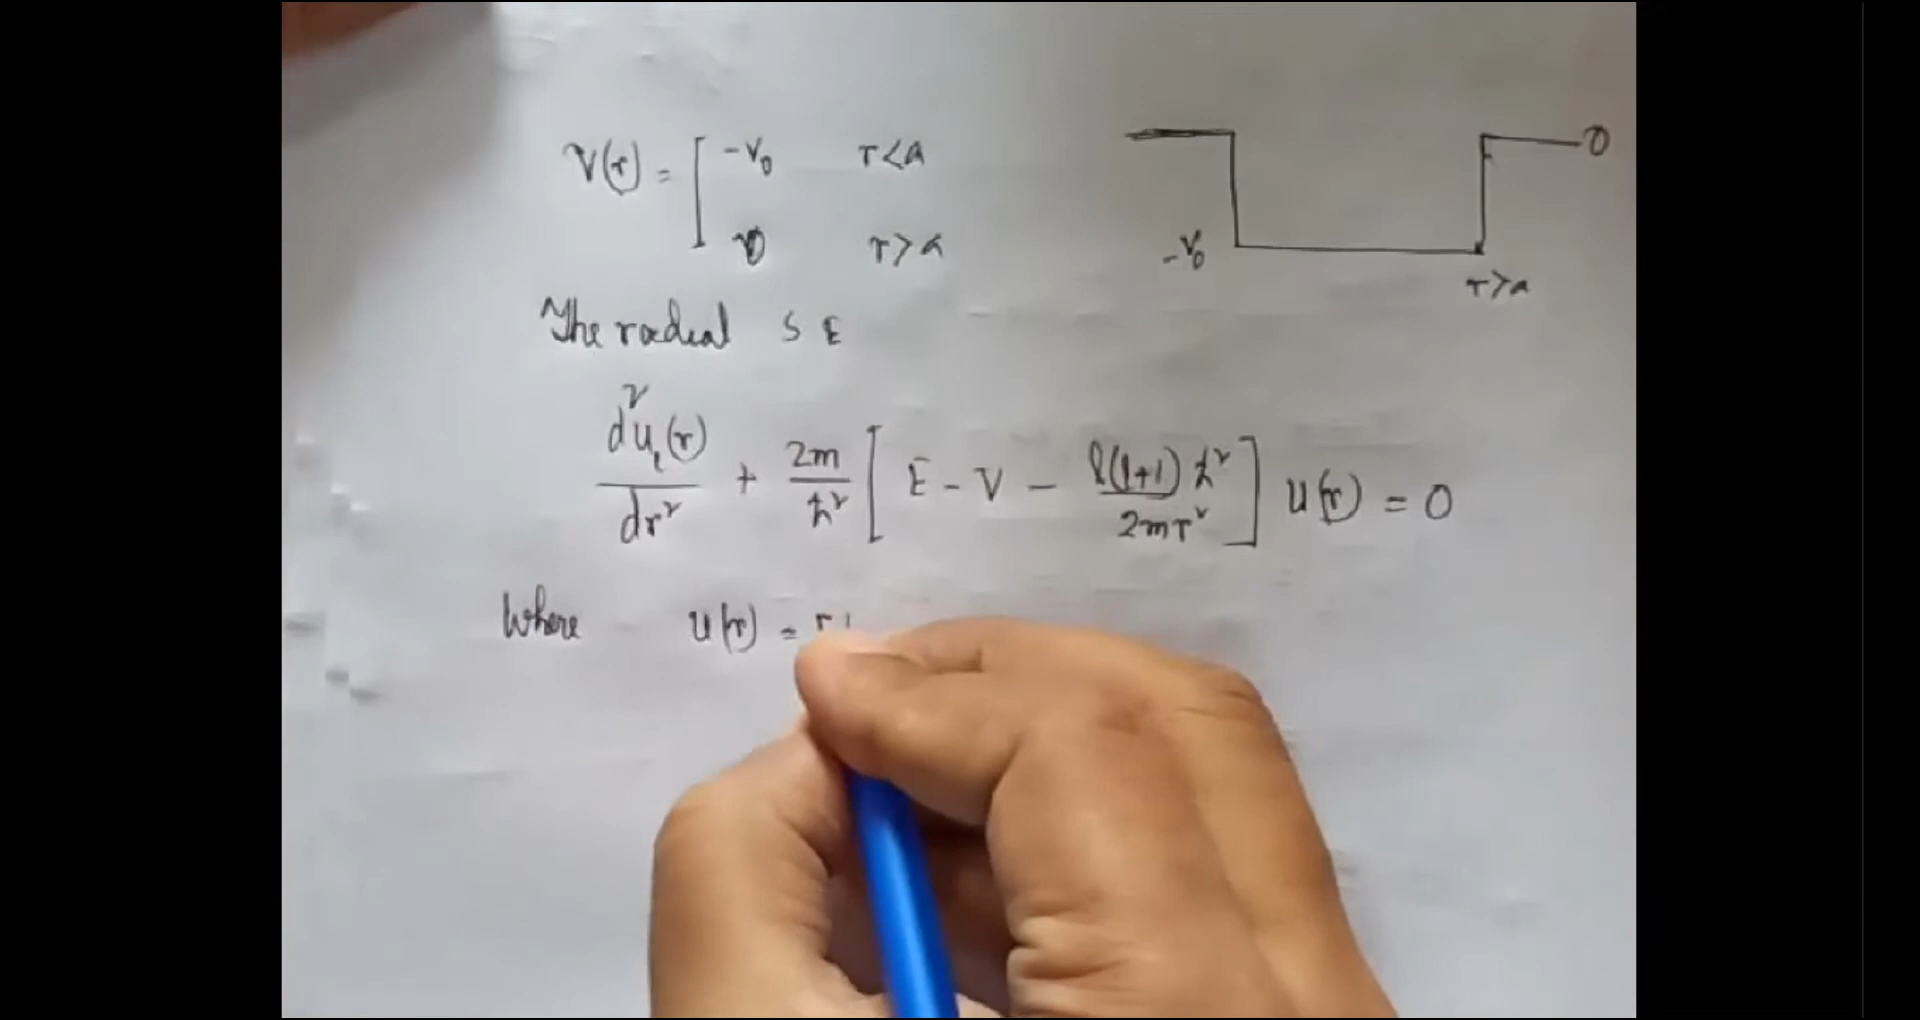 V(r) = [ -V₀ r<a
0 r>a
0
-V₀
r>a
The radial S E
d²u_l(r)/dr² + 2m/ħ² [ E - V - l(l+1)ħ²/2mr² ] u(r) = 0
Where u(r) = r